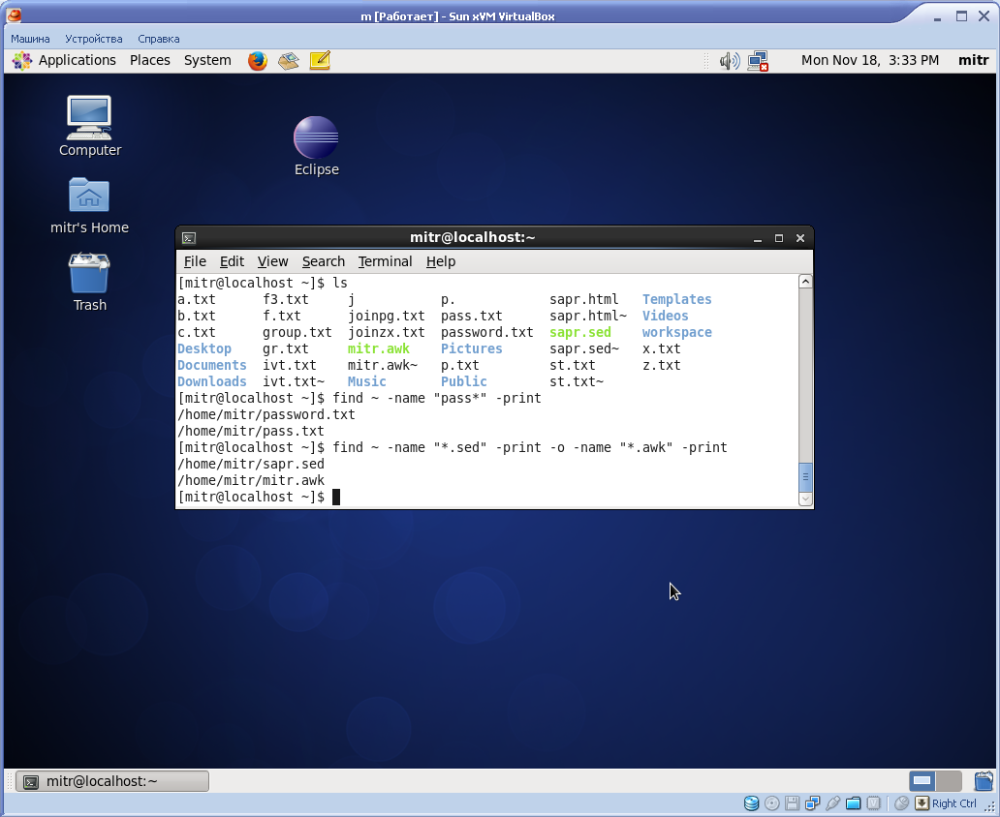 m [Работает] - Sun xVM VirtualBox
Машина Устройства Справка
Applications Places System Mon Nov 18, 3:33 PM mitr
Computer
Eclipse
mitr's Home
Trash
mitr@localhost:~
File Edit View Search Terminal Help
[mitr@localhost ~]$ ls
a.txt f3.txt j p. sapr.html Templates
b.txt f.txt joinpg.txt pass.txt sapr.html~ Videos
c.txt group.txt joinzx.txt password.txt sapr.sed workspace
Desktop gr.txt mitr.awk Pictures sapr.sed~ x.txt
Documents ivt.txt mitr.awk~ p.txt st.txt z.txt
Downloads ivt.txt~ Music Public st.txt~
[mitr@localhost ~]$ find ~ -name "pass*" -print
/home/mitr/password.txt
/home/mitr/pass.txt
[mitr@localhost ~]$ find ~ -name "*.sed" -print -o -name "*.awk" -print
/home/mitr/sapr.sed
/home/mitr/mitr.awk
[mitr@localhost ~]$
mitr@localhost:~
Right Ctrl